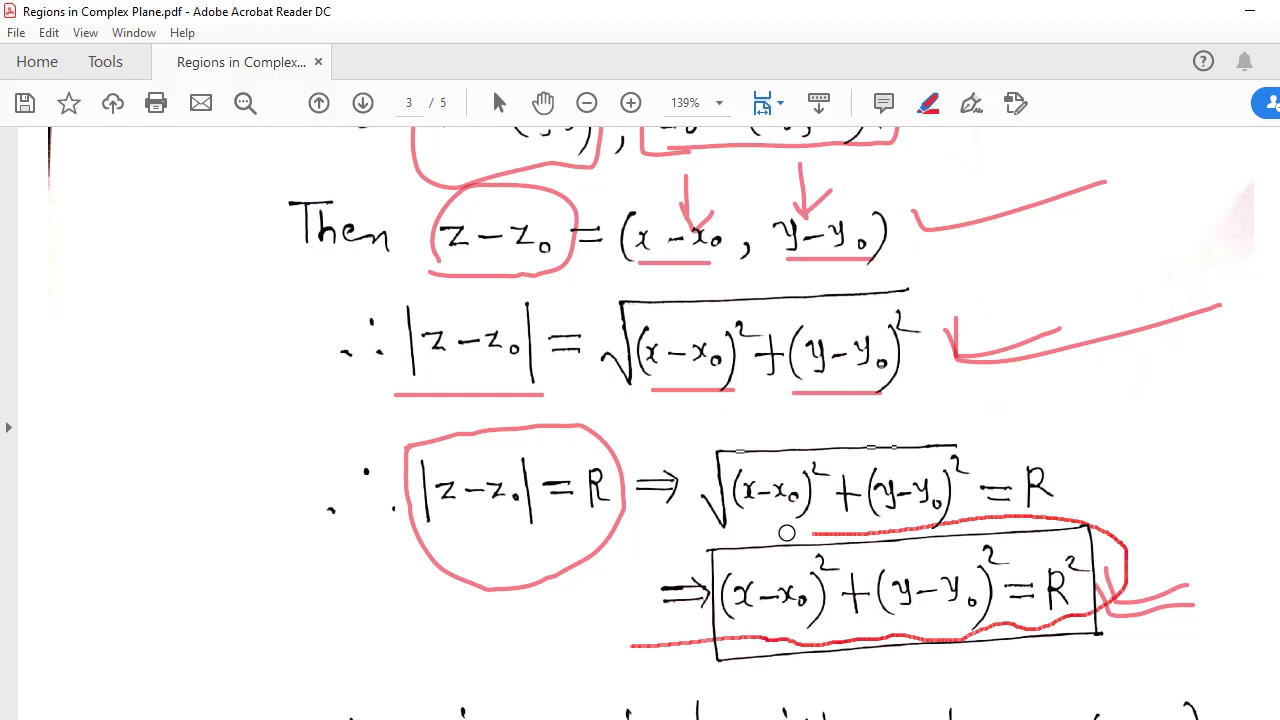 Regions in Complex Plane.pdf - Adobe Acrobat Reader DC
File Edit View Window Help
Home Tools Regions in Complex... ×
3 / 5 139%
Then z - z₀ = (x - x₀, y - y₀)
∴ |z - z₀| = √(x - x₀)² + (y - y₀)²
∴ |z - z₀| = R ⇒ √(x - x₀)² + (y - y₀)² = R
⇒ (x - x₀)² + (y - y₀)² = R²